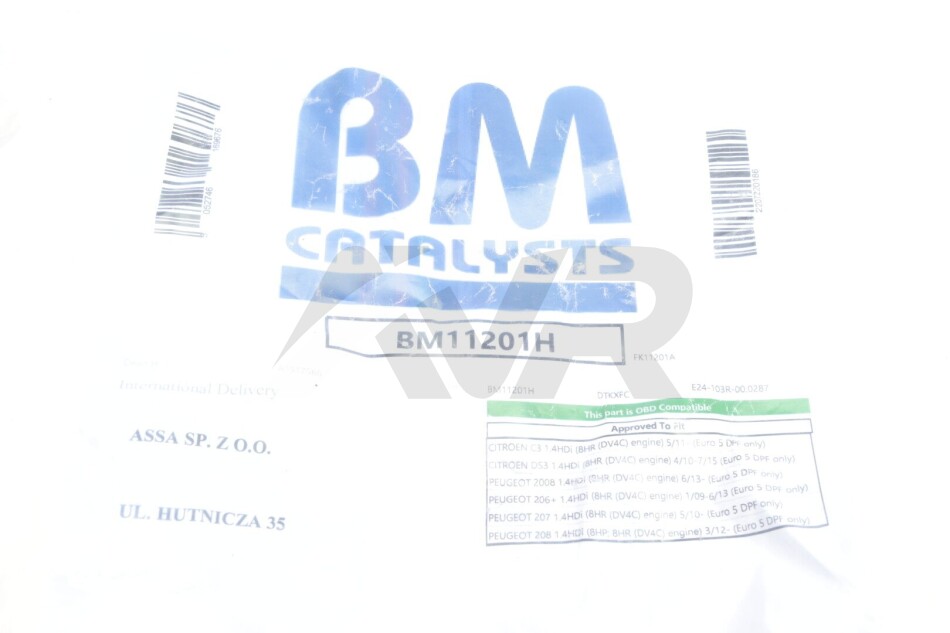 BM
CATALYSTS
BM11201H
FK11201A
International Delivery
ASSA SP. Z O.O.
UL. HUTNICZA 35
BM11201H DTKXFC E24-103R-00.0287
This part is OBD Compatible
Approved To Fit
CITROEN C3 1.4HDi (8HR (DV4C) engine) 5/11- (Euro 5 DPF only)
CITROEN DS3 1.4HDi (8HR (DV4C) engine) 4/10-7/15 (Euro 5 DPF only)
PEUGEOT 2008 1.4HDi (8HR (DV4C) engine) 6/13- (Euro 5 DPF only)
PEUGEOT 206+ 1.4HDi (8HR (DV4C) engine) 1/09-6/13 (Euro 5 DPF only)
PEUGEOT 207 1.4HDi (8HR (DV4C) engine) 5/10- (Euro 5 DPF only)
PEUGEOT 208 1.4HDi (8HP; 8HR (DV4C) engine) 3/12- (Euro 5 DPF only)